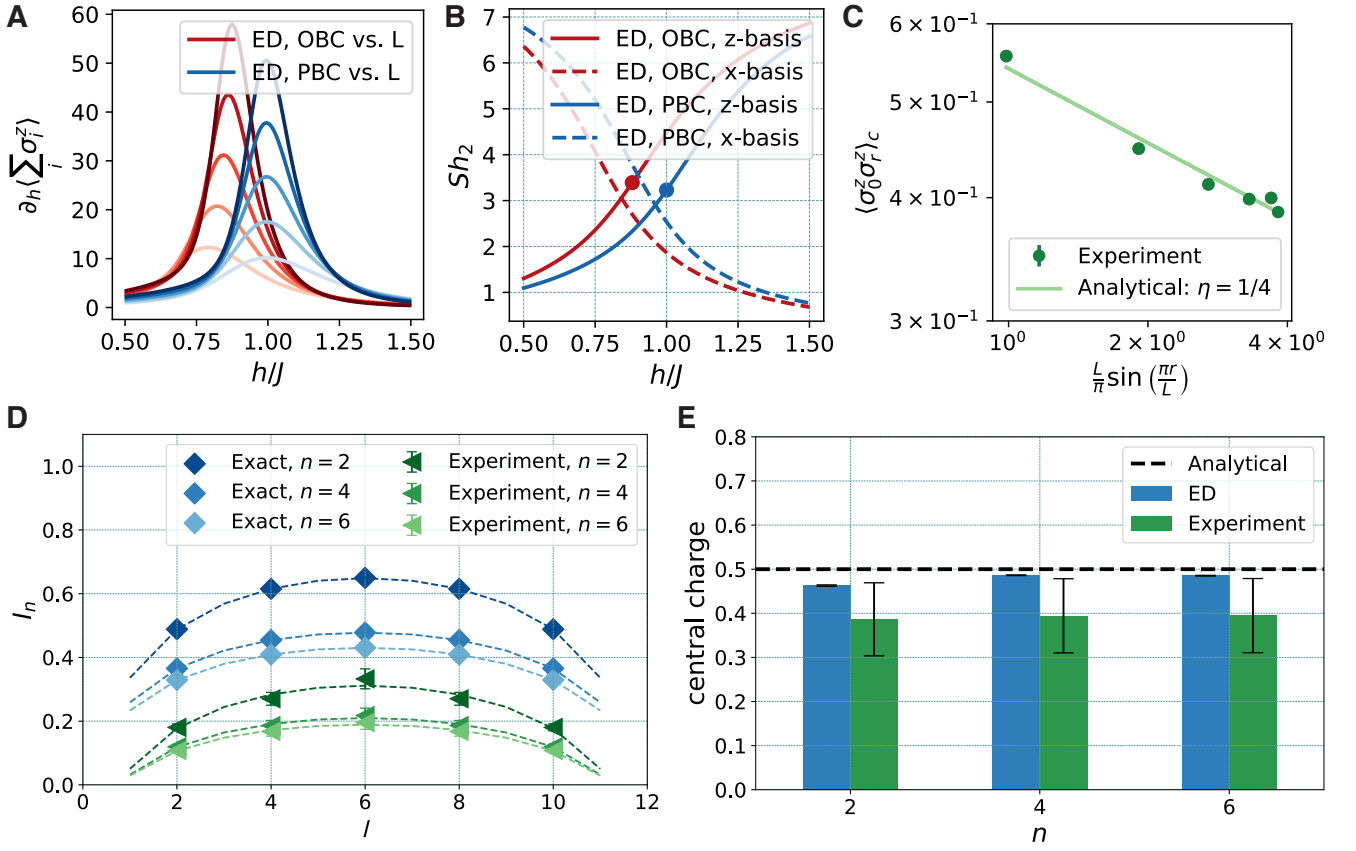 A
∂ₕ⟨∑ᵢ σᵢᶻ⟩
60
50
40
30
20
10
0
ED, OBC vs. L
ED, PBC vs. L
0.50 0.75 1.00 1.25 1.50
h/J
B
Sh₂
7
6
5
4
3
2
1
ED, OBC, z-basis
ED, OBC, x-basis
ED, PBC, z-basis
ED, PBC, x-basis
0.50 0.75 1.00 1.25 1.50
h/J
C
⟨σ₀ᶻσᵣᶻ⟩c
6 × 10⁻¹
5 × 10⁻¹
4 × 10⁻¹
3 × 10⁻¹
Experiment
Analytical: η = 1/4
10⁰ 2 × 10⁰ 4 × 10⁰
L/π sin (πr/L)
D
Iₙ
1.0
0.8
0.6
0.4
0.2
0.0
Exact, n = 2
Exact, n = 4
Exact, n = 6
Experiment, n = 2
Experiment, n = 4
Experiment, n = 6
0 2 4 6 8 10 12
l
E
central charge
0.8
0.7
0.6
0.5
0.4
0.3
0.2
0.1
0.0
Analytical
ED
Experiment
2 4 6
n